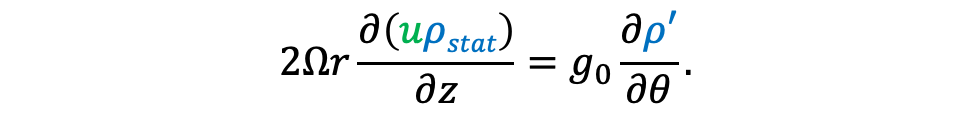 2Ωr ∂(uρ_stat)/∂z = g₀ ∂ρ′/∂θ.